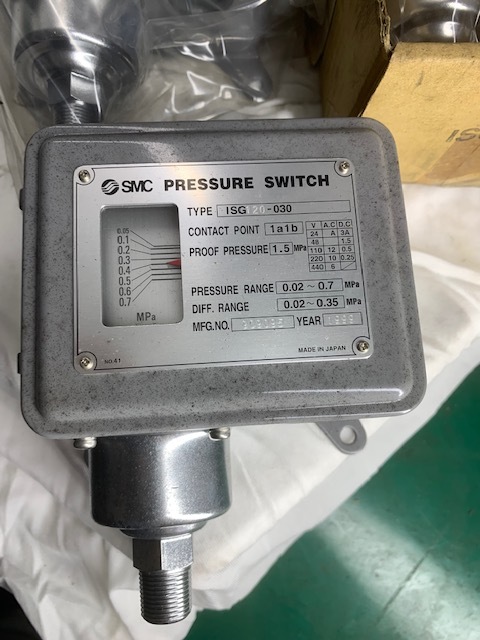 SMC PRESSURE SWITCH
TYPE ISG120-030
CONTACT POINT 1a1b
PROOF PRESSURE 1.5 MPa
V A.C D.C
24 A 3A
48 1.5
110 12 0.5
220 10 0.25
440 6
PRESSURE RANGE 0.02~0.7 MPa
DIFF. RANGE 0.02~0.35 MPa
MFG.NO. YEAR
MADE IN JAPAN
NO.41
0.05
0.1
0.2
0.3
0.4
0.5
0.6
0.7
MPa